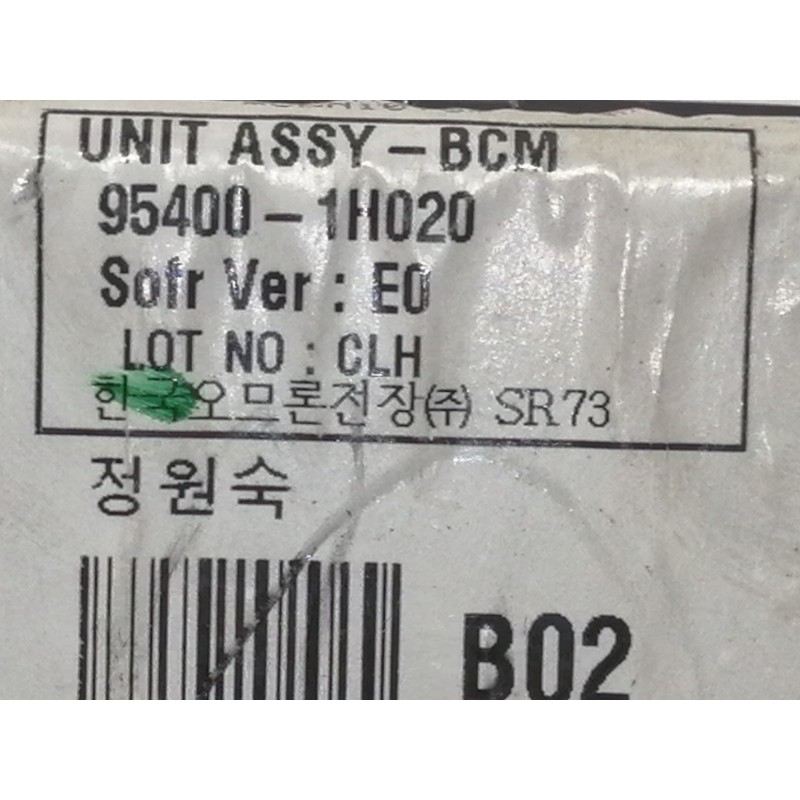 UNIT ASSY-BCM
95400-1H020
Sofr Ver : E0
LOT NO : CLH
한국오므론전장(주) SR73
정원숙
B02